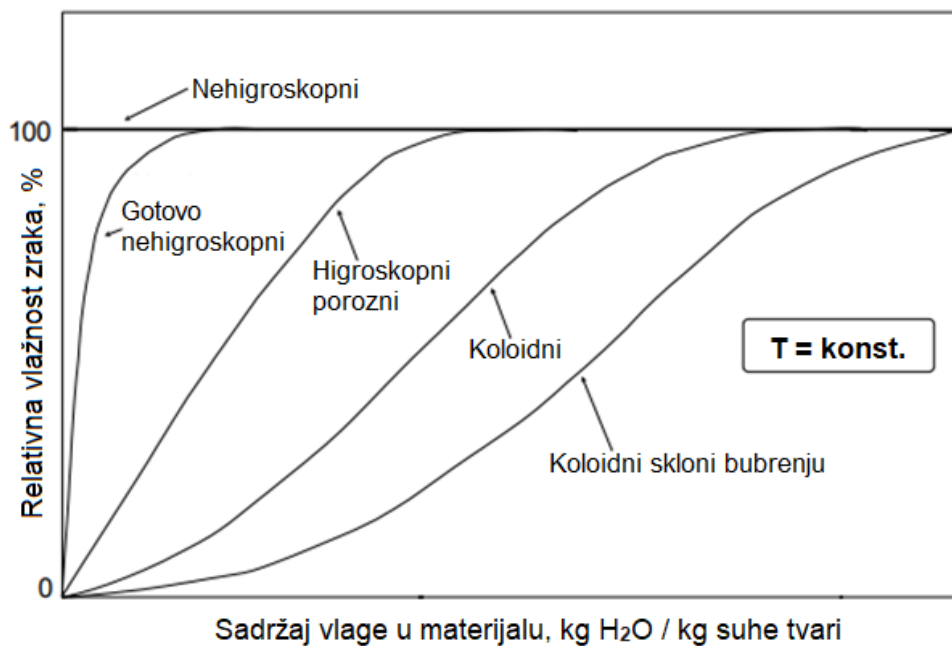 Nehigroskopni
100
Gotovo
nehigroskopni
Higroskopni
porozni
Koloidni
T = konst.
Koloidni skloni bubrenju
0
Relativna vlažnost zraka, %
Sadržaj vlage u materijalu, kg H₂O / kg suhe tvari